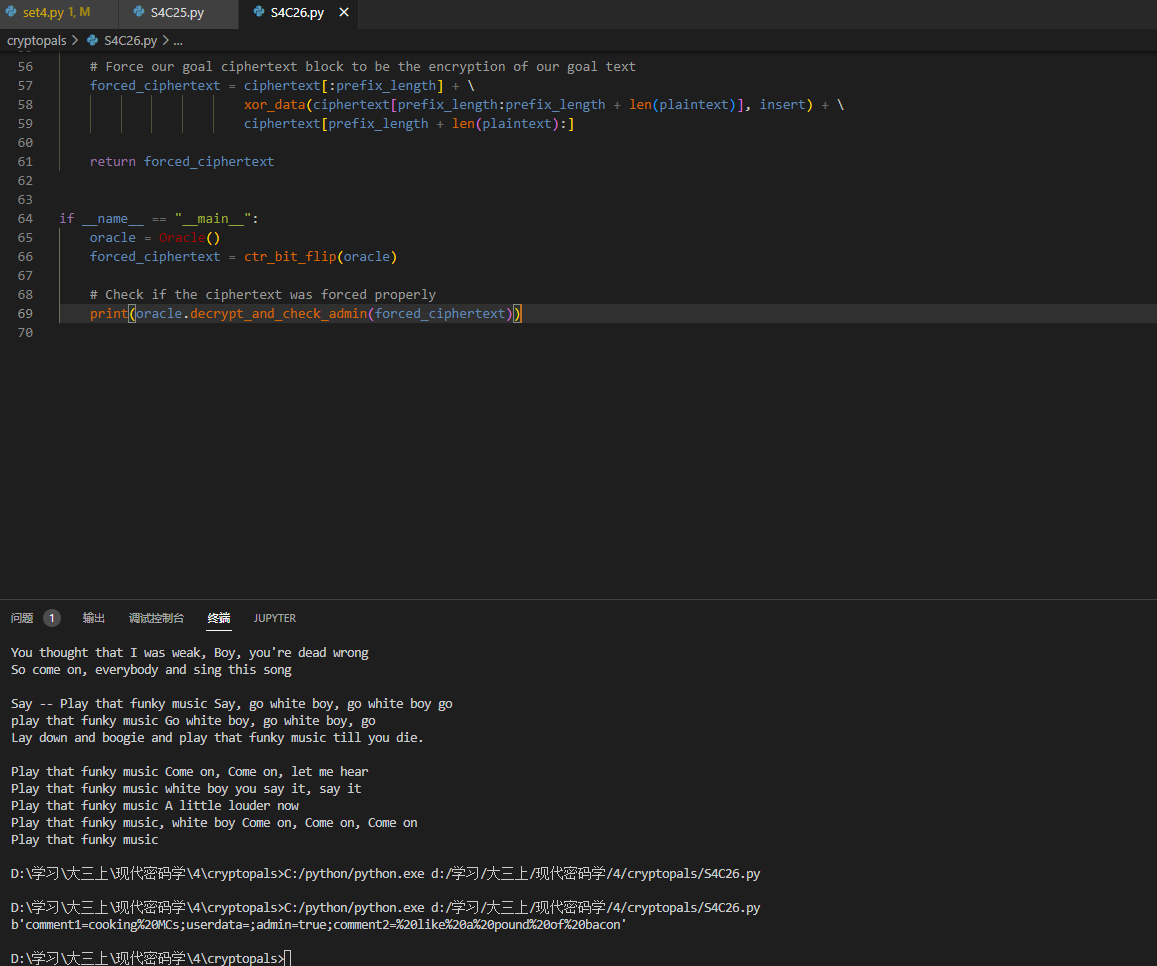 set4.py 1, M S4C25.py S4C26.py ×
cryptopals > S4C26.py > ...
56 # Force our goal ciphertext block to be the encryption of our goal text
57 forced_ciphertext = ciphertext[:prefix_length] + \
58 xor_data(ciphertext[prefix_length:prefix_length + len(plaintext)], insert) + \
59 ciphertext[prefix_length + len(plaintext):]
60
61 return forced_ciphertext
62
63
64 if __name__ == "__main__":
65 oracle = Oracle()
66 forced_ciphertext = ctr_bit_flip(oracle)
67
68 # Check if the ciphertext was forced properly
69 print(oracle.decrypt_and_check_admin(forced_ciphertext))
70
问题 1 输出 调试控制台 终端 JUPYTER
You thought that I was weak, Boy, you're dead wrong
So come on, everybody and sing this song
Say -- Play that funky music Say, go white boy, go white boy go
play that funky music Go white boy, go white boy, go
Lay down and boogie and play that funky music till you die.
Play that funky music Come on, Come on, let me hear
Play that funky music white boy you say it, say it
Play that funky music A little louder now
Play that funky music, white boy Come on, Come on, Come on
Play that funky music
D:\学习\大三上\现代密码学\4\cryptopals>C:/python/python.exe d:/学习/大三上/现代密码学/4/cryptopals/S4C26.py
D:\学习\大三上\现代密码学\4\cryptopals>C:/python/python.exe d:/学习/大三上/现代密码学/4/cryptopals/S4C26.py
b'comment1=cooking%20MCs;userdata=;admin=true;comment2=%20like%20a%20pound%20of%20bacon'
D:\学习\大三上\现代密码学\4\cryptopals>